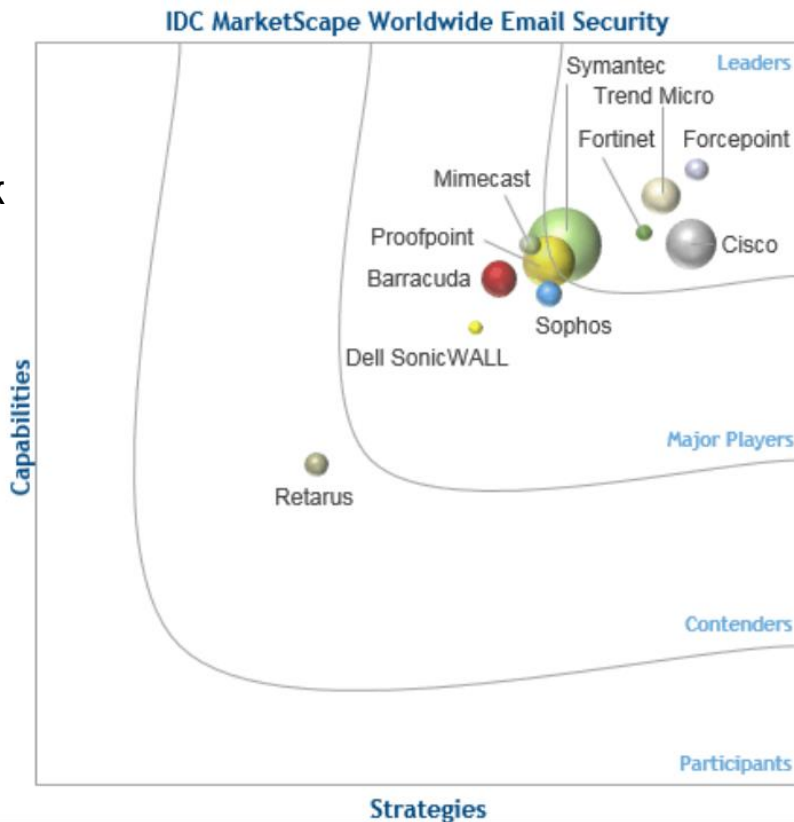 IDC MarketScape Worldwide Email Security
Symantec
Leaders
Trend Micro
Fortinet
Forcepoint
Mimecast
Proofpoint
Cisco
Barracuda
Sophos
Dell SonicWALL
Major Players
Capabilities
Retarus
Contenders
Participants
Strategies